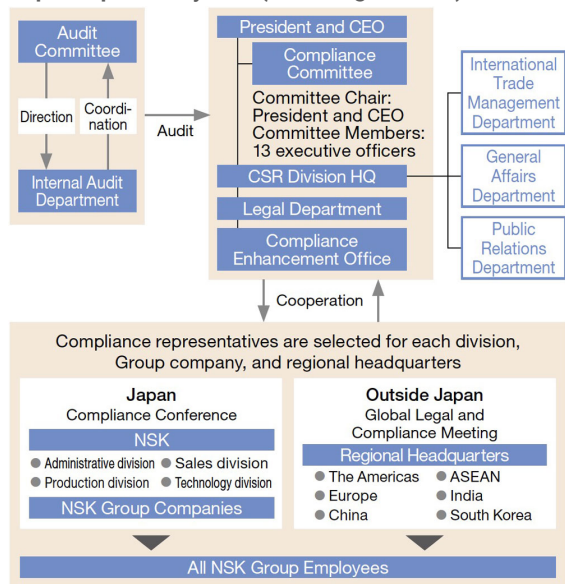 Audit
Committee
Direction
Coordi-
nation
Internal Audit
Department
Audit
President and CEO
Compliance
Committee
Committee Chair:
President and CEO
Committee Members:
13 executive officers
CSR Division HQ
Legal Department
Compliance
Enhancement Office
International
Trade
Management
Department
General
Affairs
Department
Public
Relations
Department
Cooperation
Compliance representatives are selected for each division,
Group company, and regional headquarters
Japan
Compliance Conference
NSK
● Administrative division ● Sales division
● Production division ● Technology division
NSK Group Companies
Outside Japan
Global Legal and
Compliance Meeting
Regional Headquarters
● The Americas ● ASEAN
● Europe ● India
● China ● South Korea
All NSK Group Employees